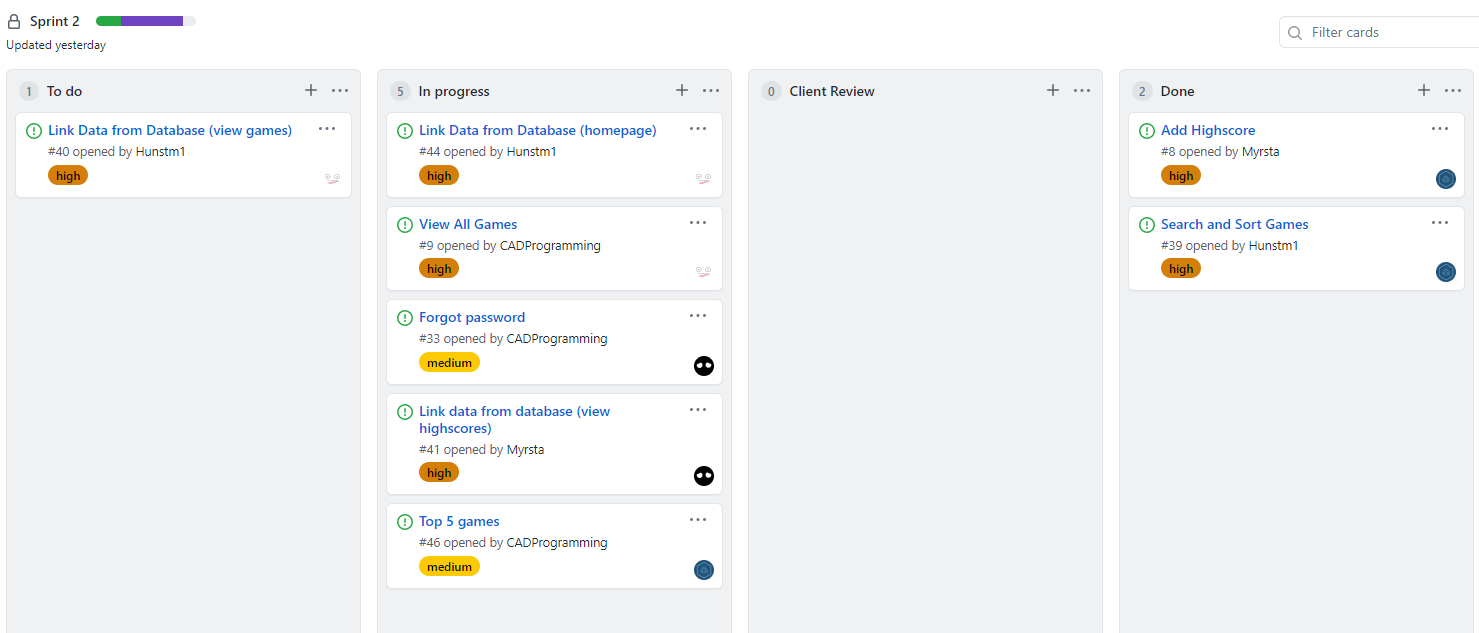 Sprint 2
Updated yesterday
Filter cards
1 To do
Link Data from Database (view games)
#40 opened by Hunstm1
high
5 In progress
Link Data from Database (homepage)
#44 opened by Hunstm1
high
View All Games
#9 opened by CADProgramming
high
Forgot password
#33 opened by CADProgramming
medium
Link data from database (view
highscores)
#41 opened by Myrsta
high
Top 5 games
#46 opened by CADProgramming
medium
0 Client Review
2 Done
Add Highscore
#8 opened by Myrsta
high
Search and Sort Games
#39 opened by Hunstm1
high